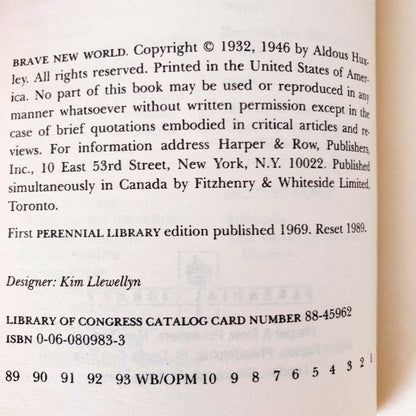 BRAVE NEW WORLD. Copyright © 1932, 1946 by Aldous Hux-
ley. All rights reserved. Printed in the United States of Amer-
ica. No part of this book may be used or reproduced in any
manner whatsoever without written permission except in the
case of brief quotations embodied in critical articles and re-
views. For information address Harper & Row, Publishers,
Inc., 10 East 53rd Street, New York, N.Y. 10022. Published
simultaneously in Canada by Fitzhenry & Whiteside Limited,
Toronto.
First PERENNIAL LIBRARY edition published 1969. Reset 1989.
Designer: Kim Llewellyn
LIBRARY OF CONGRESS CATALOG CARD NUMBER 88-45962
ISBN 0-06-080983-3
89 90 91 92 93 WB/OPM 10 9 8 7 6 5 4 3 2 1